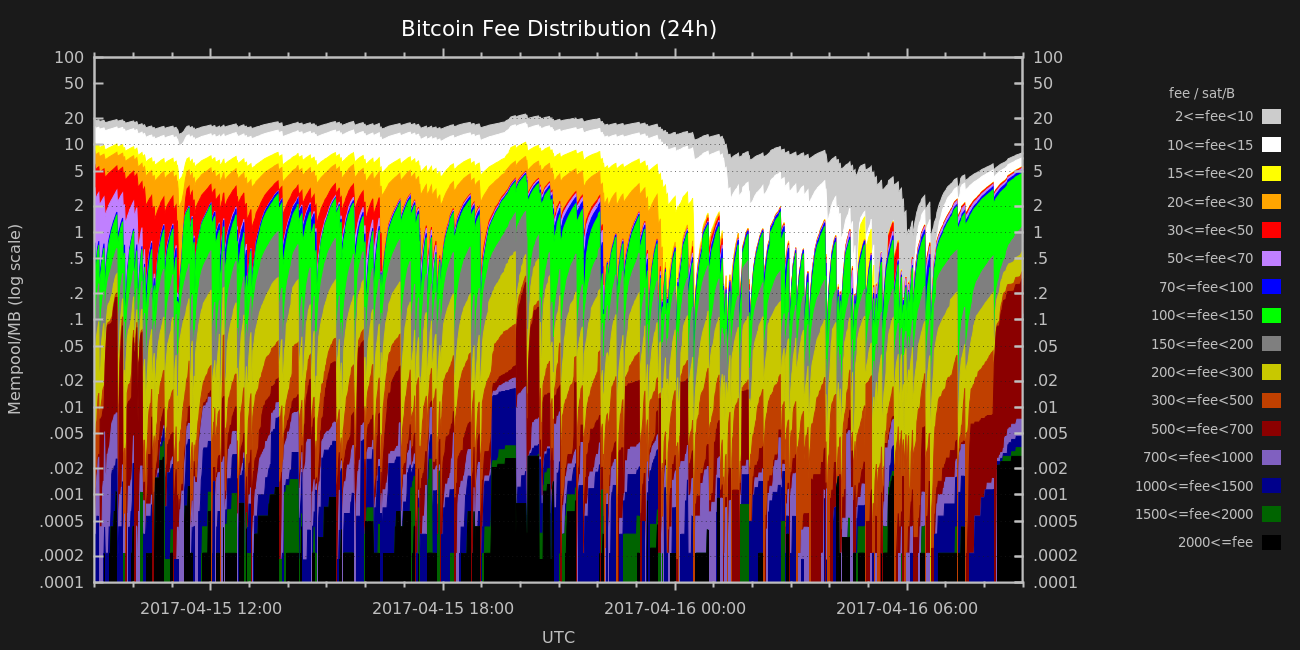 Bitcoin Fee Distribution (24h)
Mempool/MB (log scale)
100
50
20
10
5
2
1
.5
.2
.1
.05
.02
.01
.005
.002
.001
.0005
.0002
.0001
100
50
20
10
5
2
1
.5
.2
.1
.05
.02
.01
.005
.002
.001
.0005
.0002
.0001
2017-04-15 12:00 2017-04-15 18:00 2017-04-16 00:00 2017-04-16 06:00
UTC
fee / sat/B
2<=fee<10
10<=fee<15
15<=fee<20
20<=fee<30
30<=fee<50
50<=fee<70
70<=fee<100
100<=fee<150
150<=fee<200
200<=fee<300
300<=fee<500
500<=fee<700
700<=fee<1000
1000<=fee<1500
1500<=fee<2000
2000<=fee